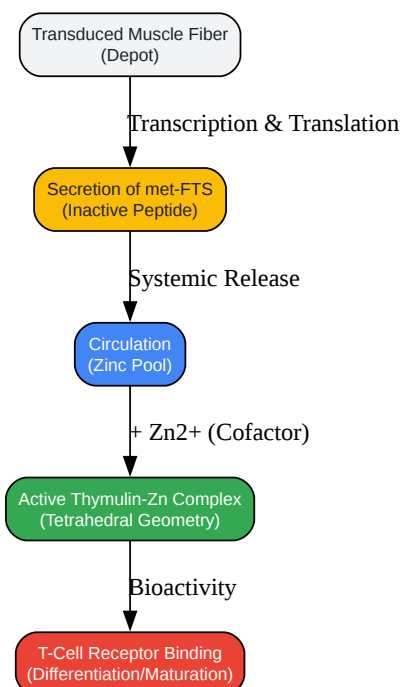 Transduced Muscle Fiber
(Depot)
Transcription & Translation
Secretion of met-FTS
(Inactive Peptide)
Systemic Release
Circulation
(Zinc Pool)
+ Zn2+ (Cofactor)
Active Thymulin-Zn Complex
(Tetrahedral Geometry)
Bioactivity
T-Cell Receptor Binding
(Differentiation/Maturation)